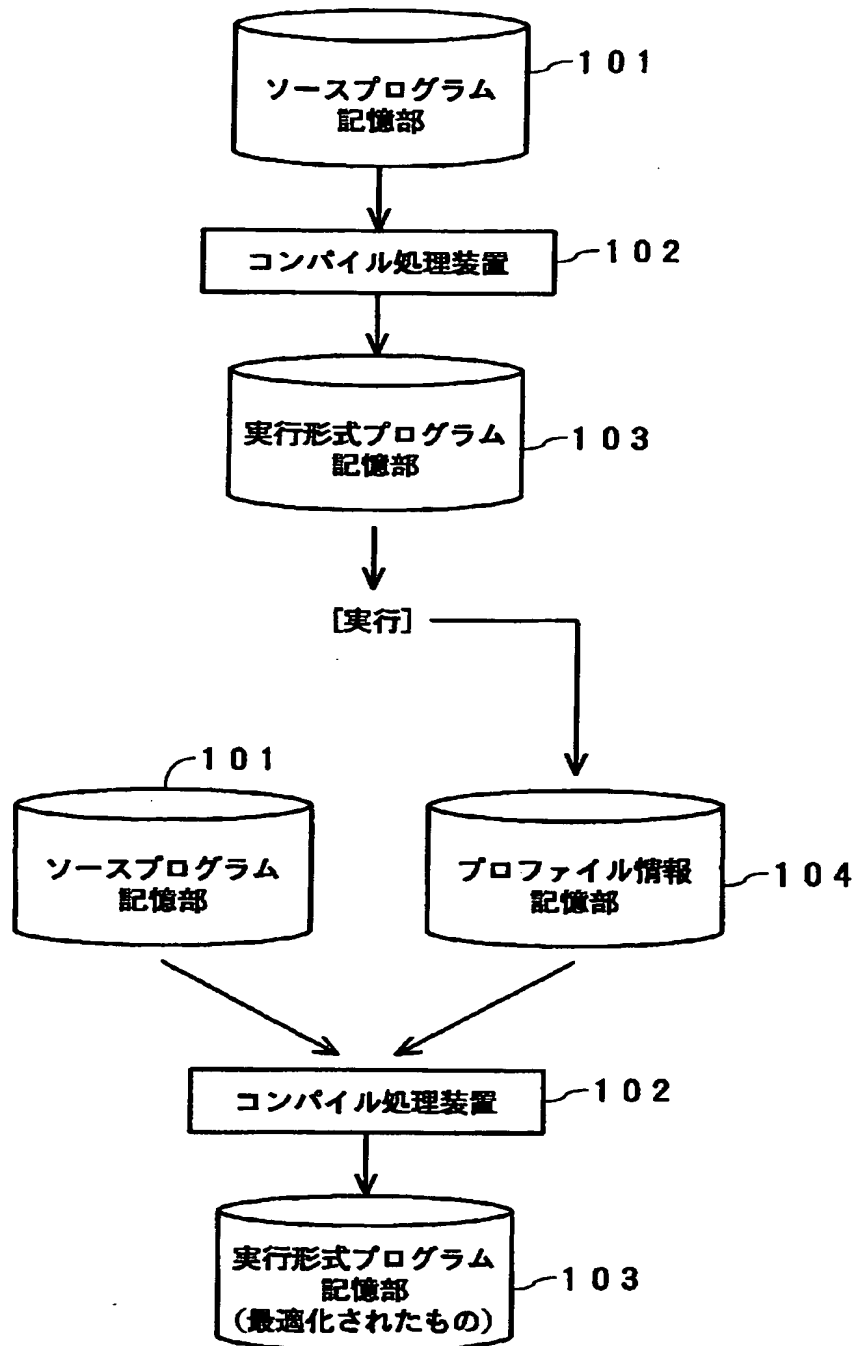 ソースプログラム
記憶部
101
コンパイル処理装置
102
実行形式プログラム
記憶部
103
[実行]
101
ソースプログラム
記憶部
プロファイル情報
記憶部
104
コンパイル処理装置
102
実行形式プログラム
記憶部
(最適化されたもの)
103